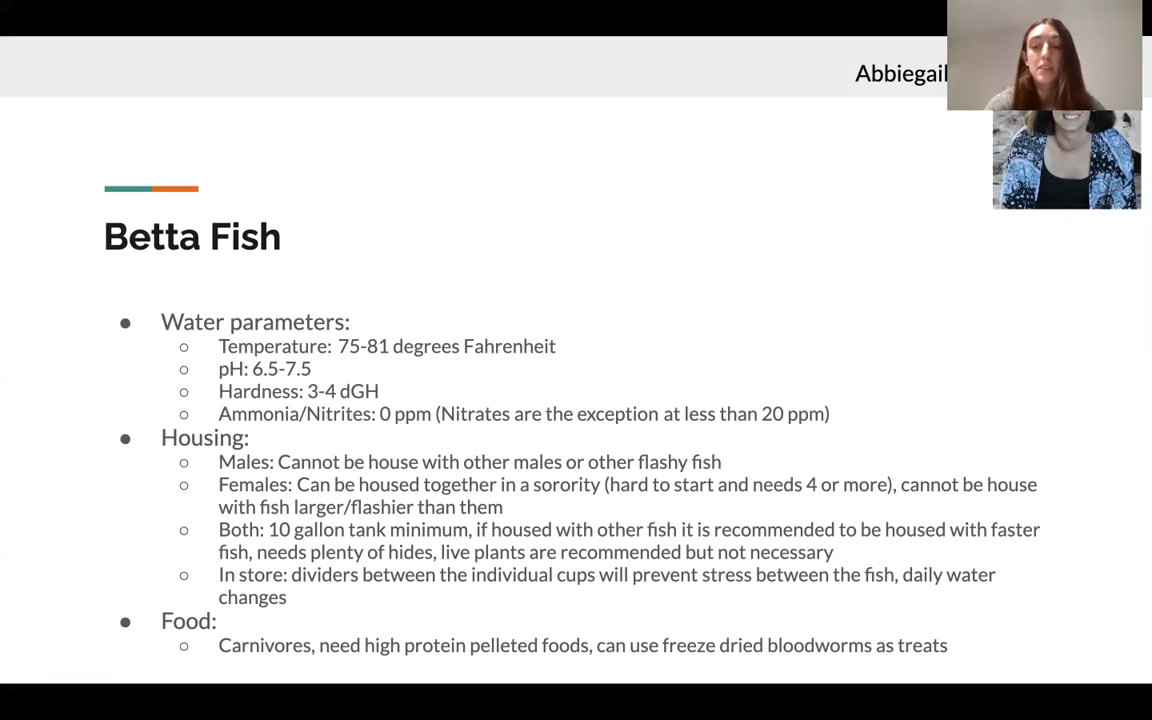 Abbiegail
Betta Fish
● Water parameters:
○ Temperature: 75-81 degrees Fahrenheit
○ pH: 6.5-7.5
○ Hardness: 3-4 dGH
○ Ammonia/Nitrites: 0 ppm (Nitrates are the exception at less than 20 ppm)
● Housing:
○ Males: Cannot be house with other males or other flashy fish
○ Females: Can be housed together in a sorority (hard to start and needs 4 or more), cannot be house
with fish larger/flashier than them
○ Both: 10 gallon tank minimum, if housed with other fish it is recommended to be housed with faster
fish, needs plenty of hides, live plants are recommended but not necessary
○ In store: dividers between the individual cups will prevent stress between the fish, daily water
changes
● Food:
○ Carnivores, need high protein pelleted foods, can use freeze dried bloodworms as treats